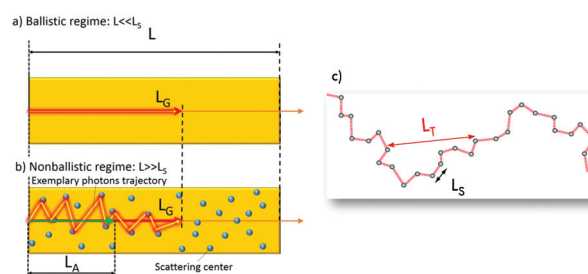 a) Ballistic regime: L<<LS
L
LG
b) Nonballistic regime: L>>LS
Exemplary photons trajectory
LG
LA
Scattering center
c)
LT
LS